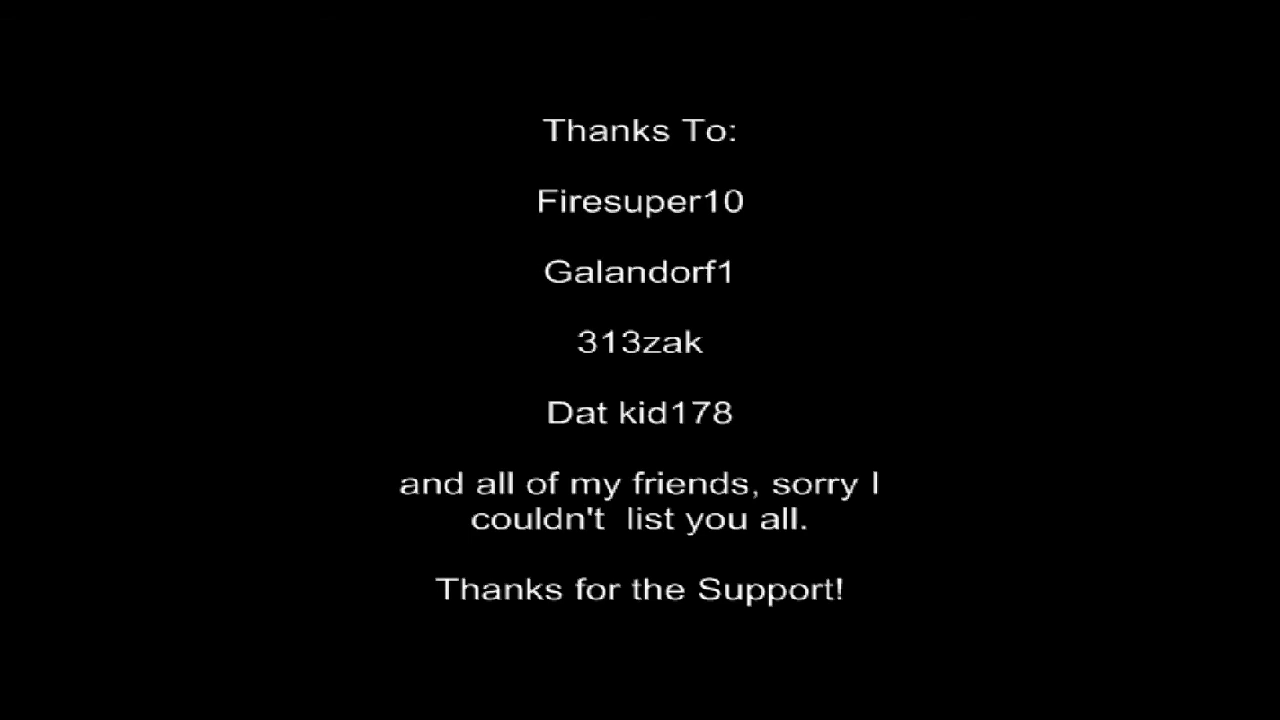 Thanks To:
Firesuper10
Galandorf1
313zak
Dat kid178
and all of my friends, sorry I
couldn't  list you all.
Thanks for the Support!